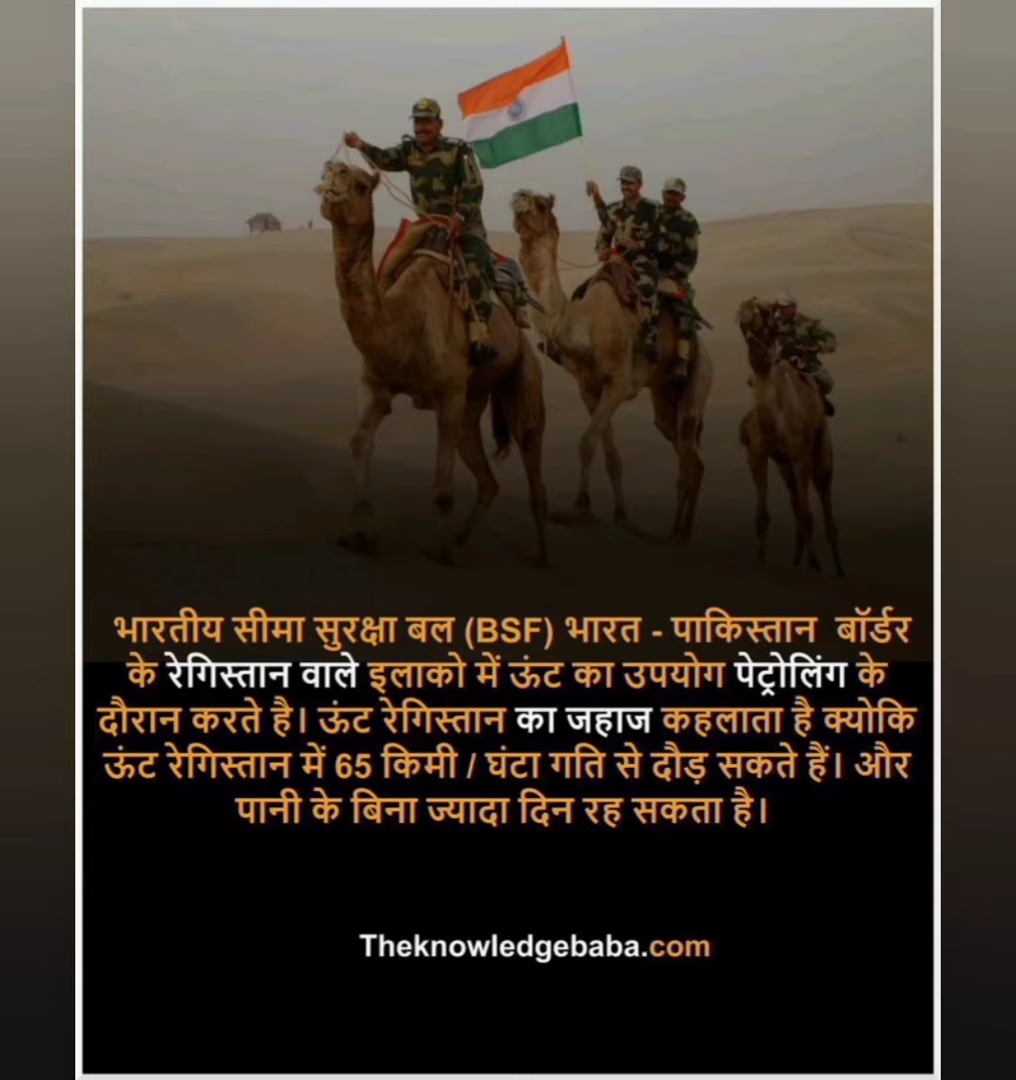 भारतीय सीमा सुरक्षा बल (BSF) भारत - पाकिस्तान बॉर्डर
के रेगिस्तान वाले इलाको में ऊंट का उपयोग पेट्रोलिंग के
दौरान करते है। ऊंट रेगिस्तान का जहाज कहलाता है क्योकि
ऊंट रेगिस्तान में 65 किमी / घंटा गति से दौड़ सकते हैं। और
पानी के बिना ज्यादा दिन रह सकता है।
Theknowledgebaba.com